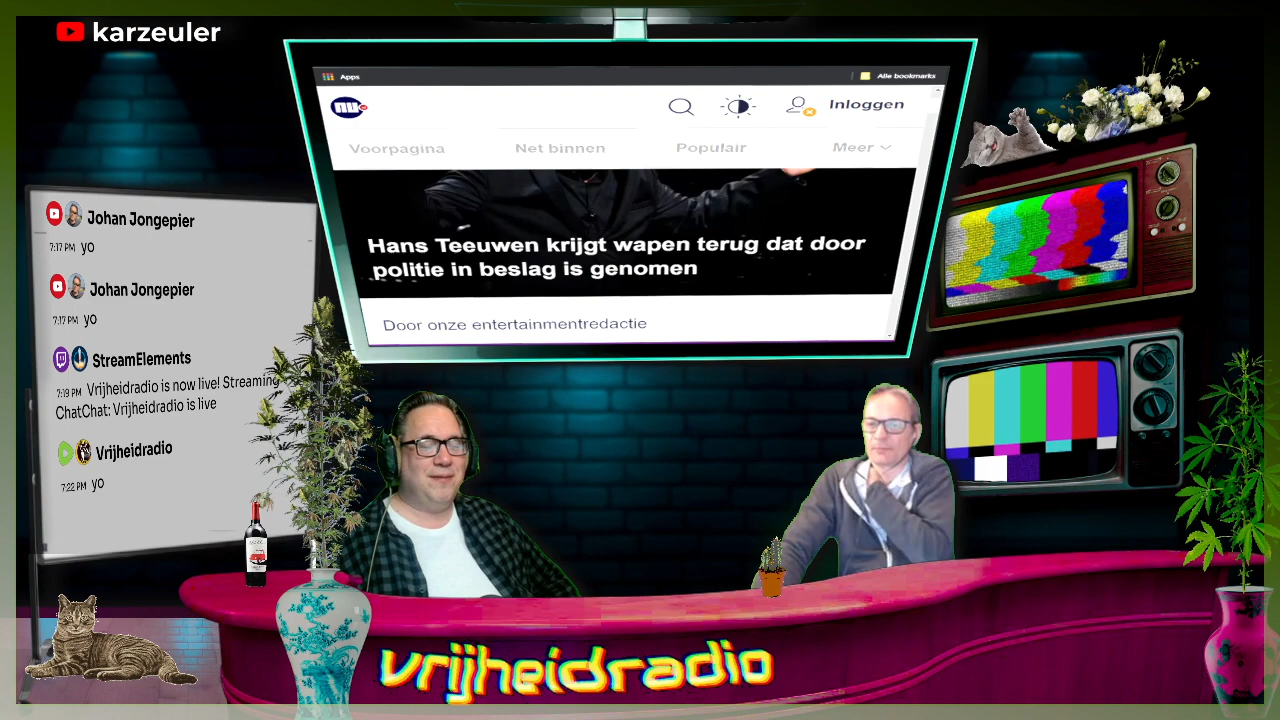 karzeuler
Apps
Alle bookmarks
nu
Inloggen
Voorpagina
Net binnen
Populair
Meer
Hans Teeuwen krijgt wapen terug dat door
politie in beslag is genomen
Door onze entertainmentredactie
Johan Jongepier
7:17 PM yo
Johan Jongepier
7:17 PM yo
StreamElements
7:19 PM Vrijheidradio is now live! Streaming
ChatChat: Vrijheidradio is live
Vrijheidradio
7:22 PM yo
vrijheidradio